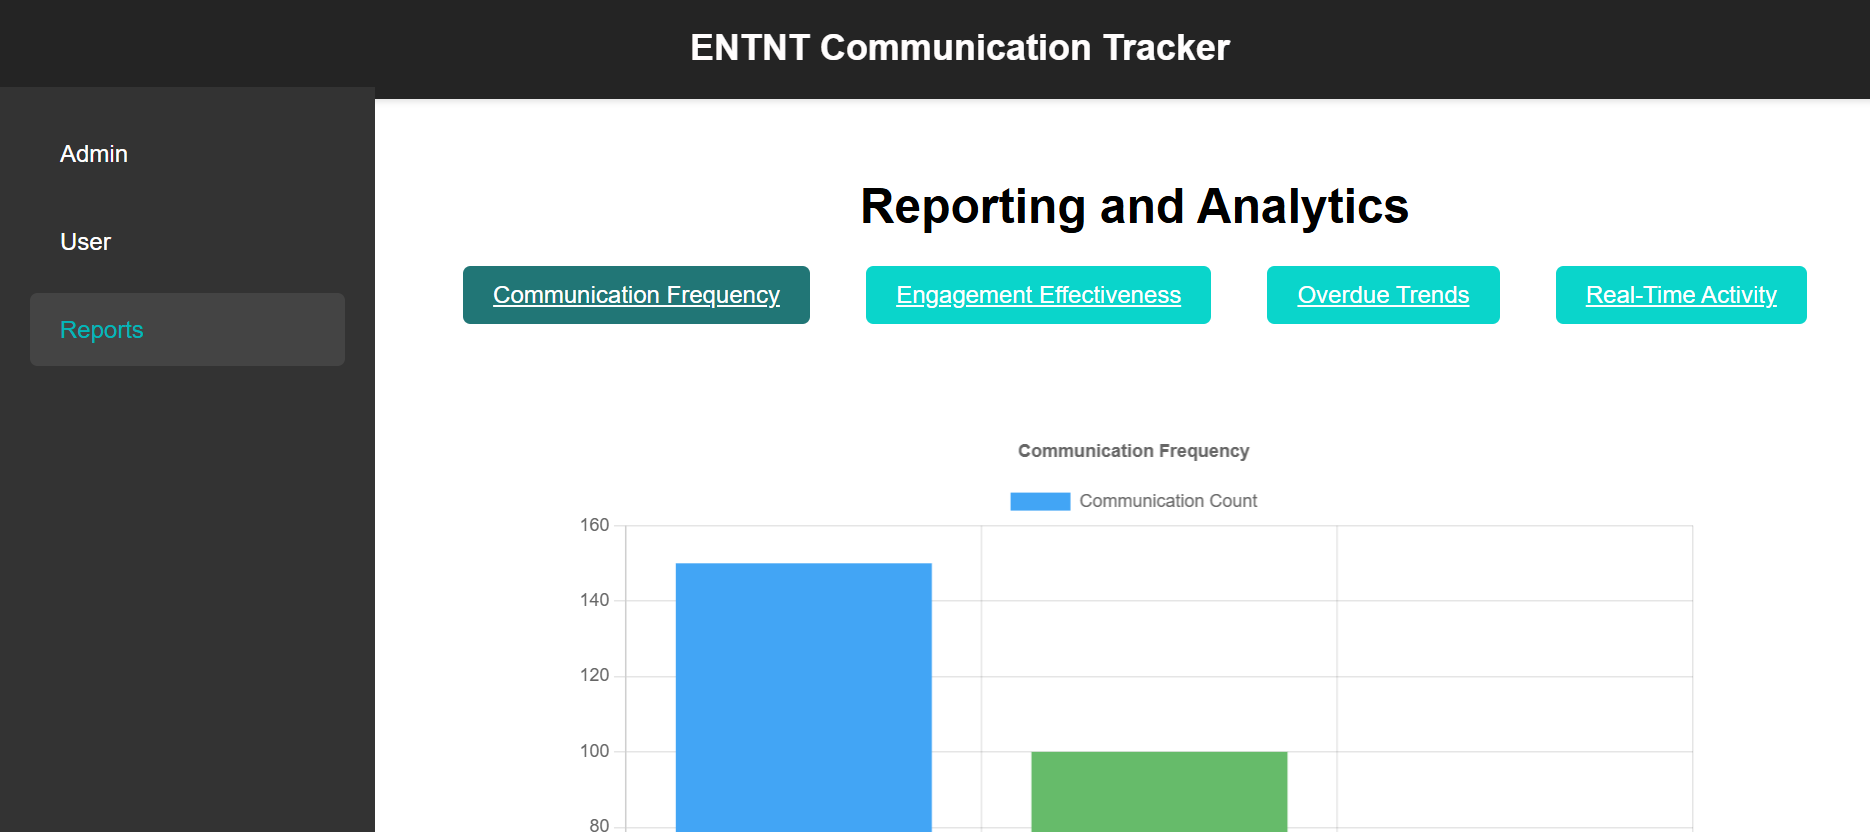 ENTNT Communication Tracker
Admin
User
Reports
Reporting and Analytics
Communication Frequency
Engagement Effectiveness
Overdue Trends
Real-Time Activity
Communication Frequency
Communication Count
160
140
120
100
80